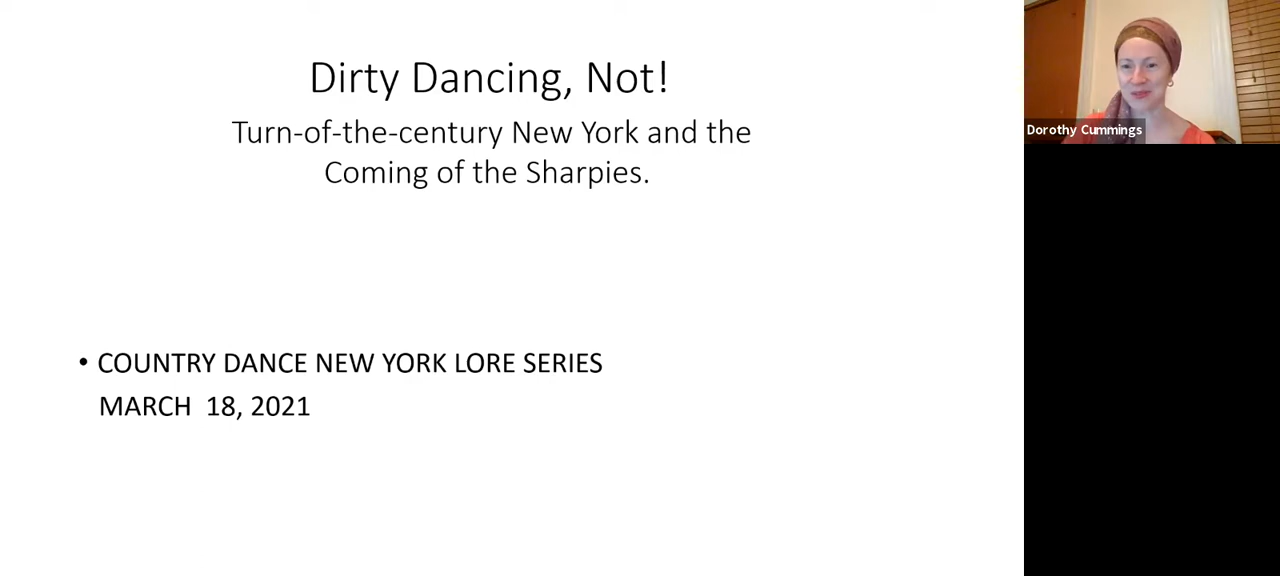 Dirty Dancing, Not!
Turn-of-the-century New York and the
Coming of the Sharpies.
• COUNTRY DANCE NEW YORK LORE SERIES
MARCH 18, 2021
Dorothy Cummings